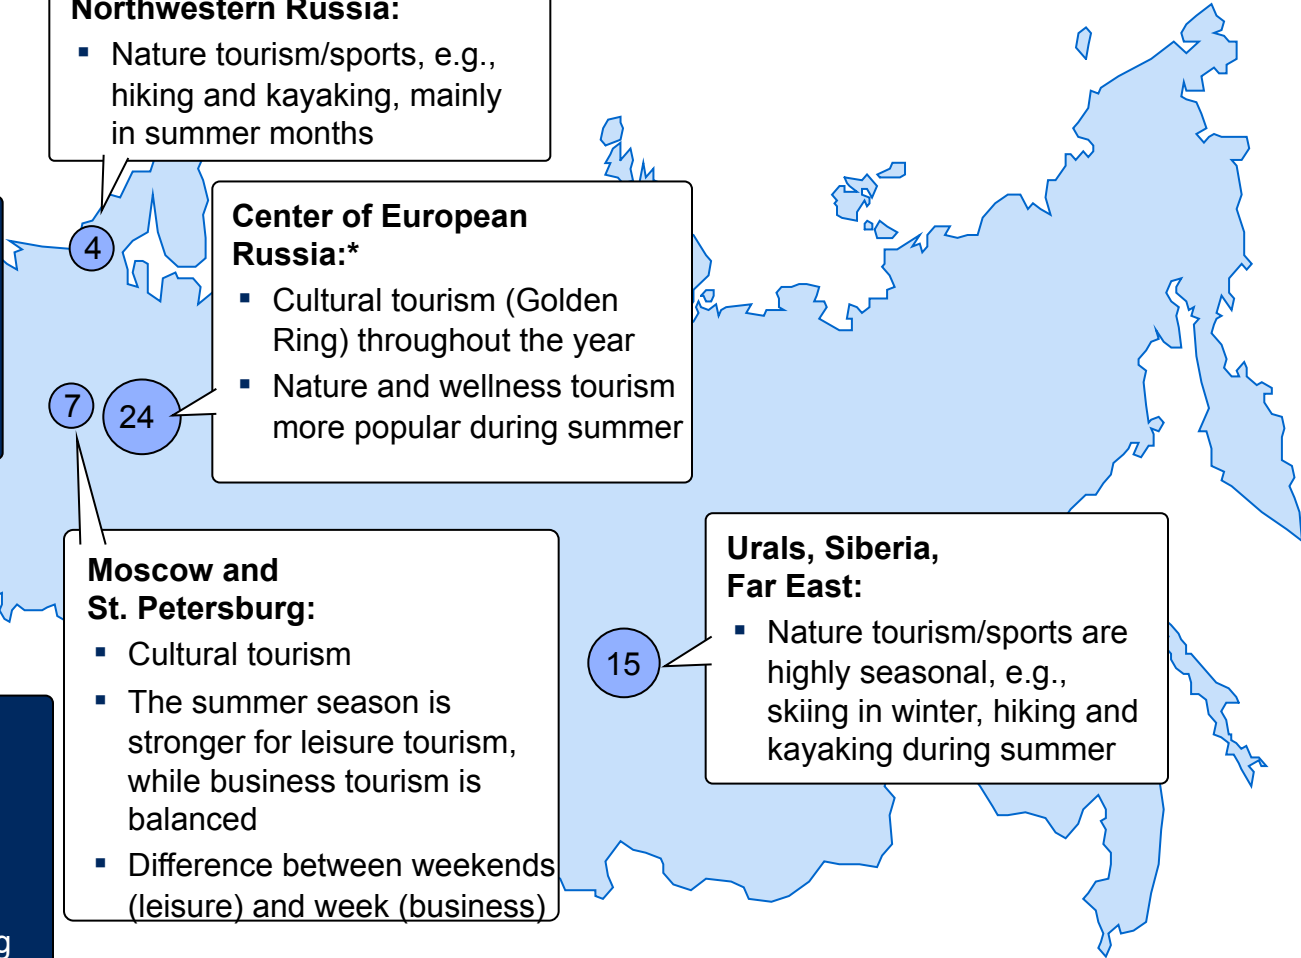 Northwestern Russia:
▪ Nature tourism/sports, e.g.,
hiking and kayaking, mainly
in summer months
4
Center of European
Russia:*
▪ Cultural tourism (Golden
Ring) throughout the year
▪ Nature and wellness tourism
more popular during summer
7
24
Moscow and
St. Petersburg:
▪ Cultural tourism
▪ The summer season is
stronger for leisure tourism,
while business tourism is
balanced
▪ Difference between weekends
(leisure) and week (business)
15
Urals, Siberia,
Far East:
▪ Nature tourism/sports are
highly seasonal, e.g.,
skiing in winter, hiking and
kayaking during summer
g